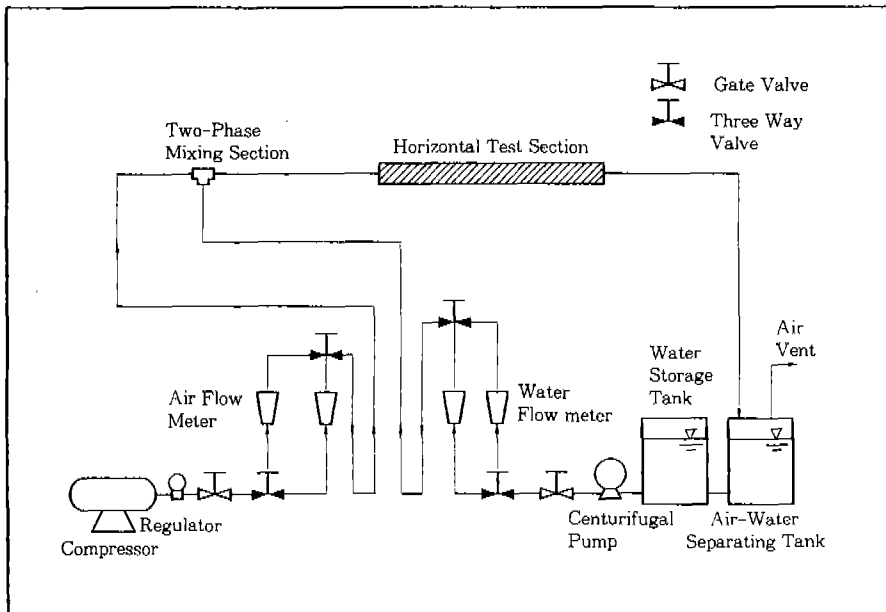 Gate Valve
Three Way
Valve
Two-Phase
Mixing Section
Horizontal Test Section
Air
Vent
Water
Storage
Tank
Air Flow
Meter
Water
Flow meter
Regulator
Compressor
Centurifugal
Pump
Air-Water
Separating Tank